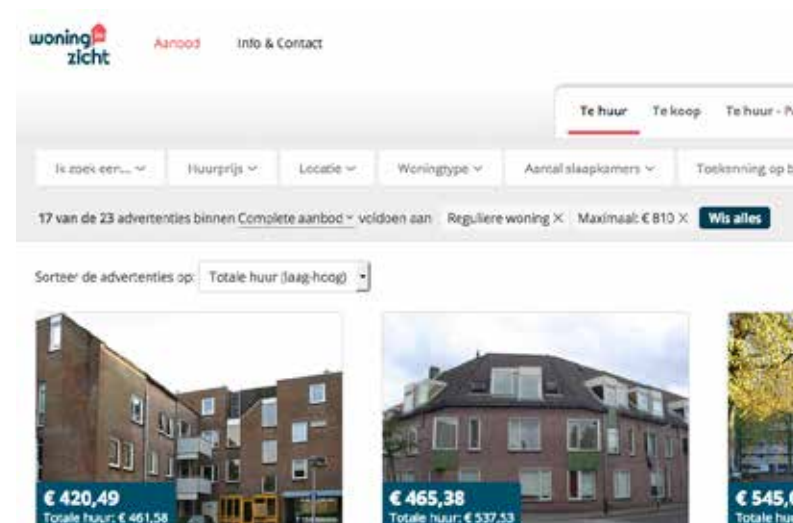 woning in
zicht
Aanbod Info & Contact
Te huur Te koop Te huur -
Ik zoek een... Huurprijs Locatie Woningtype Aantal slaapkamers Toekenning op
17 van de 23 advertenties binnen Complete aanbod voldoen aan Reguliere woning × Maximaal: € 810 × Wis alles
Sorteer de advertenties op: Totale huur (laag-hoog)
€ 420,49
Totale huur: € 461,58
€ 465,38
Totale huur: € 537,53
€ 545,
Totale